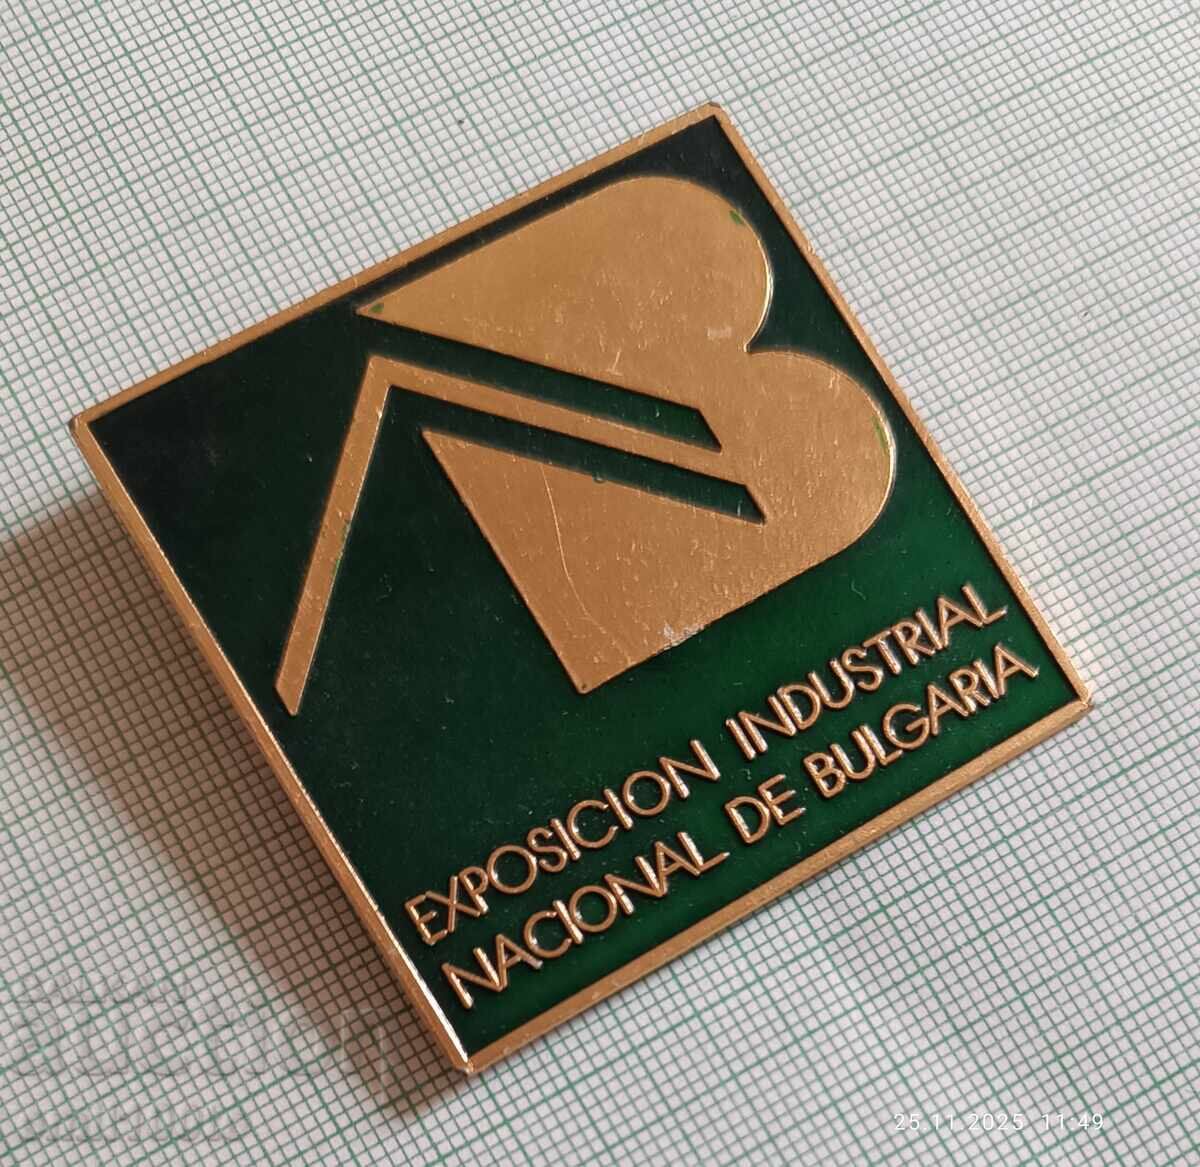 B
EXPOSICION INDUSTRIAL
NACIONAL DE BULGARIA
25.11.2025 11:49